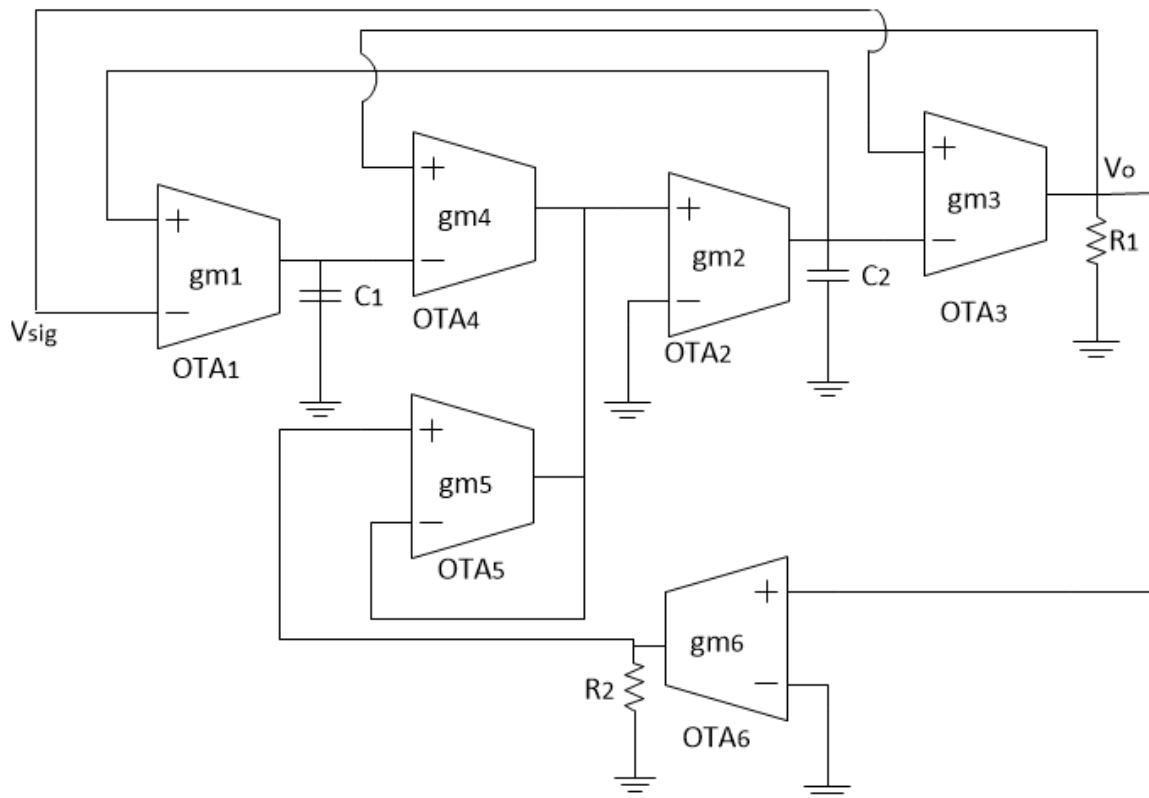 Vsig
+
gm1
−
OTA1
C1
+
gm4
−
OTA4
+
gm2
−
OTA2
C2
+
gm3
−
OTA3
Vo
R1
+
gm5
−
OTA5
R2
+
gm6
−
OTA6